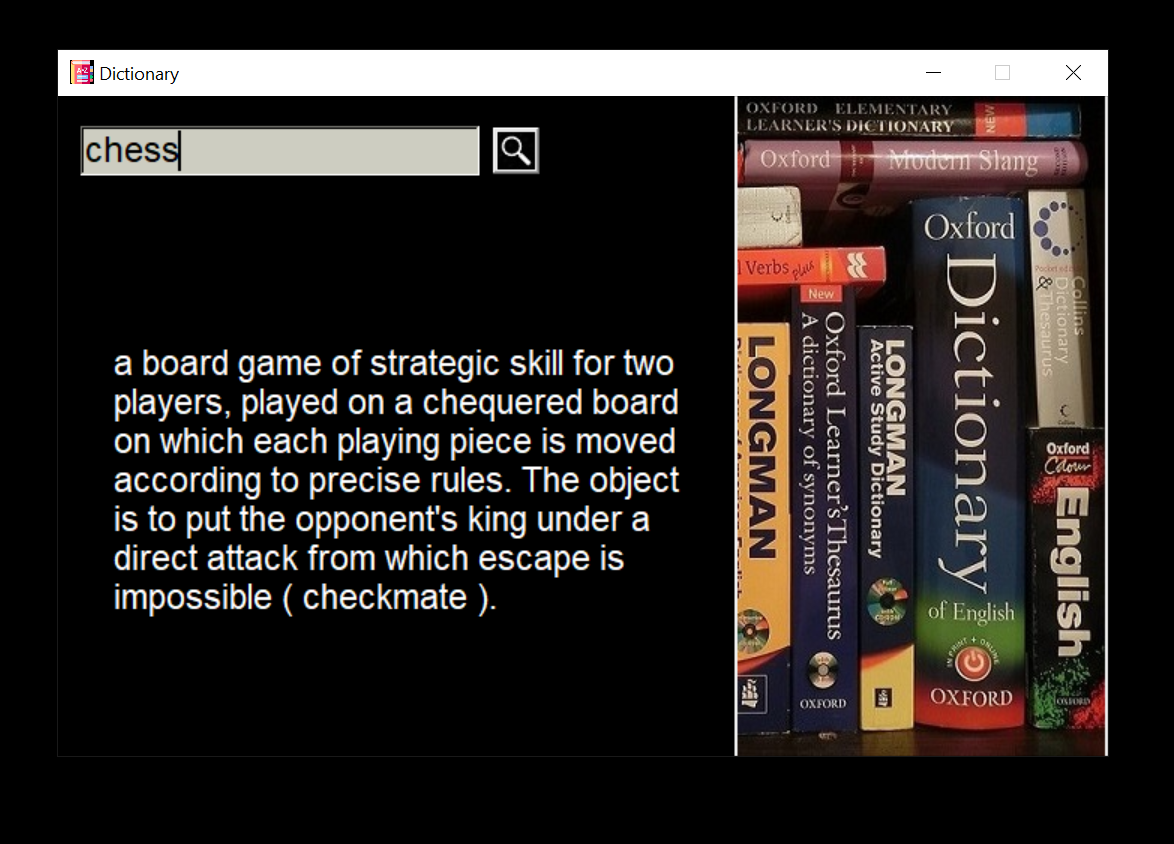 Dictionary
chess
a board game of strategic skill for two
players, played on a chequered board
on which each playing piece is moved
according to precise rules. The object
is to put the opponent's king under a
direct attack from which escape is
impossible ( checkmate ).
OXFORD ELEMENTARY
LEARNER'S DICTIONARY
NEW
Oxford
Modern Slang
Verbs plus
New
LONGMAN
Oxford Learner's Thesaurus
A dictionary of synonyms
OXFORD
LONGMAN
Active Study Dictionary
Oxford
Dictionary
of English
IN PRINT + ONLINE
OXFORD
Pocket
Collins
Dictionary
& Thesaurus
Collins
Oxford
Colour
English
OXFORD